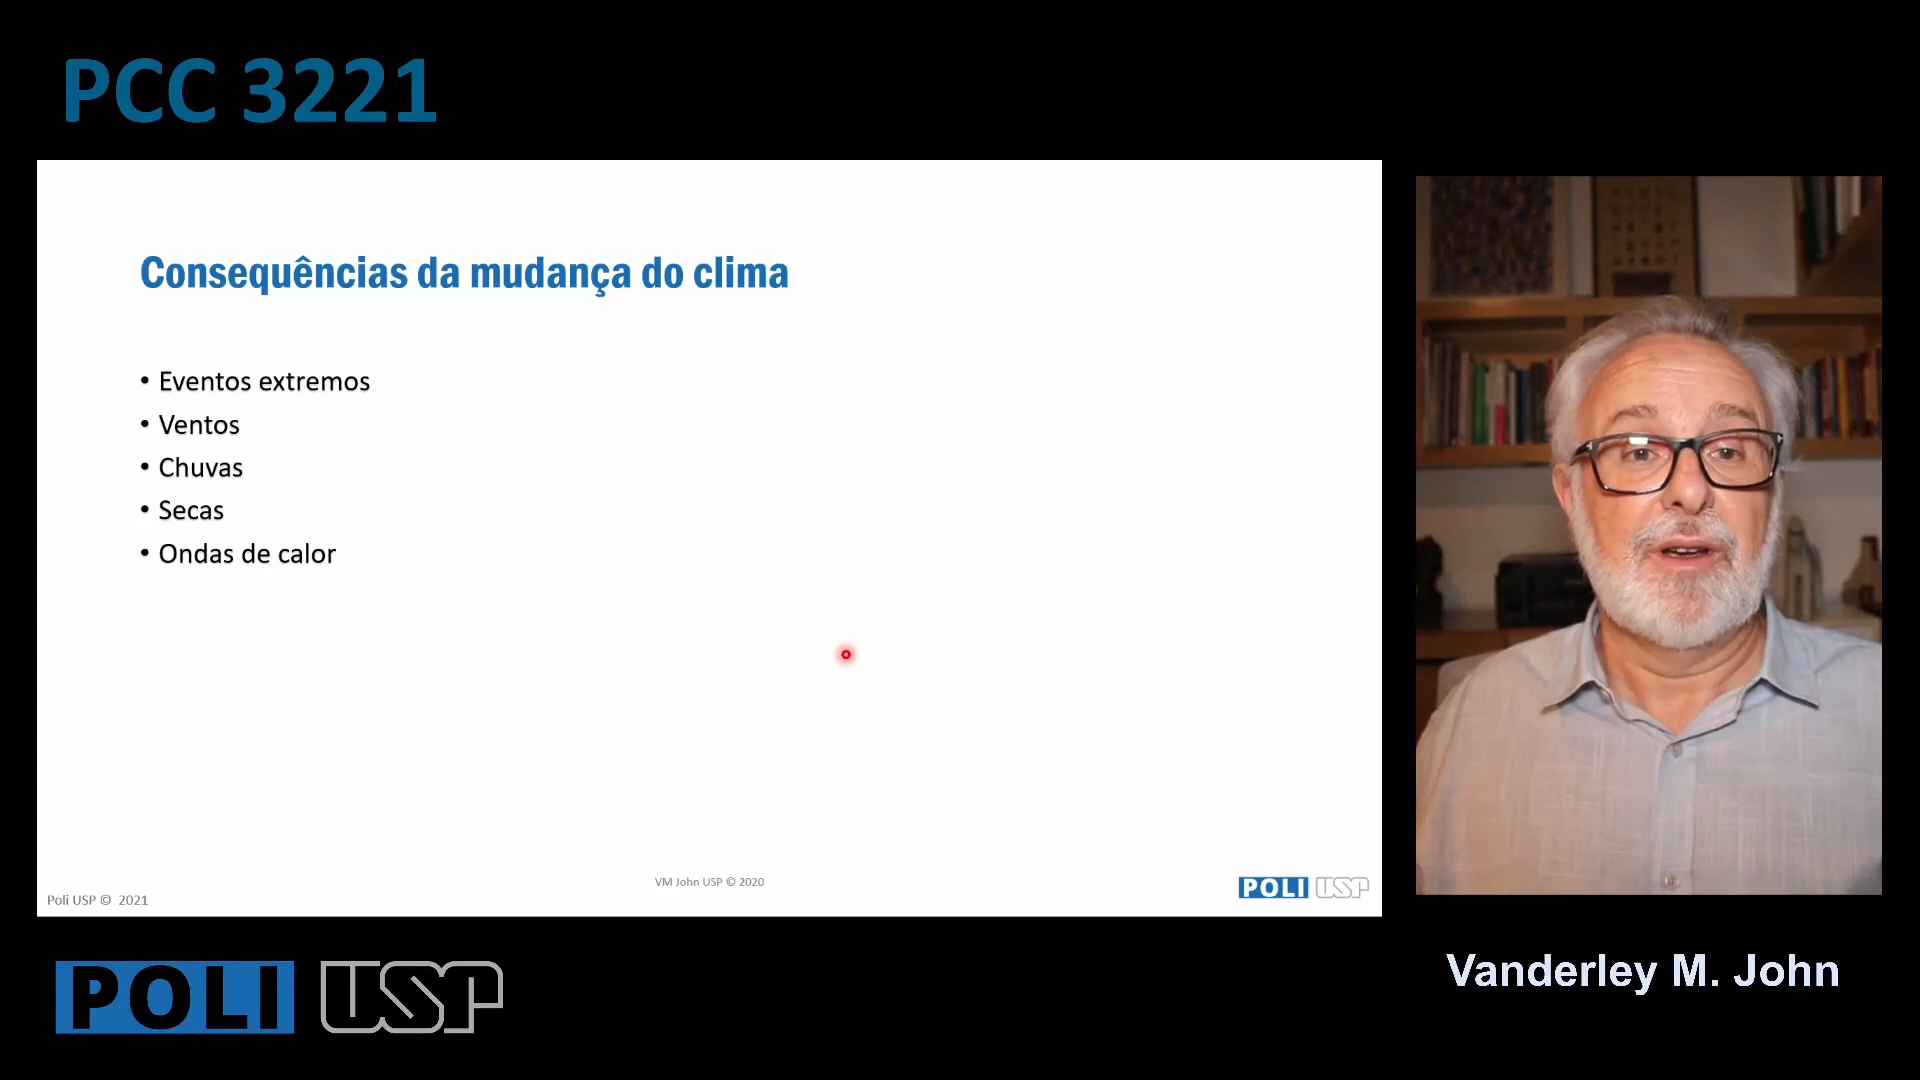 PCC 3221
Consequências da mudança do clima
• Eventos extremos
• Ventos
• Chuvas
• Secas
• Ondas de calor
VM John USP © 2020
Poli USP © 2021
POLI USP
POLI USP
Vanderley M. John